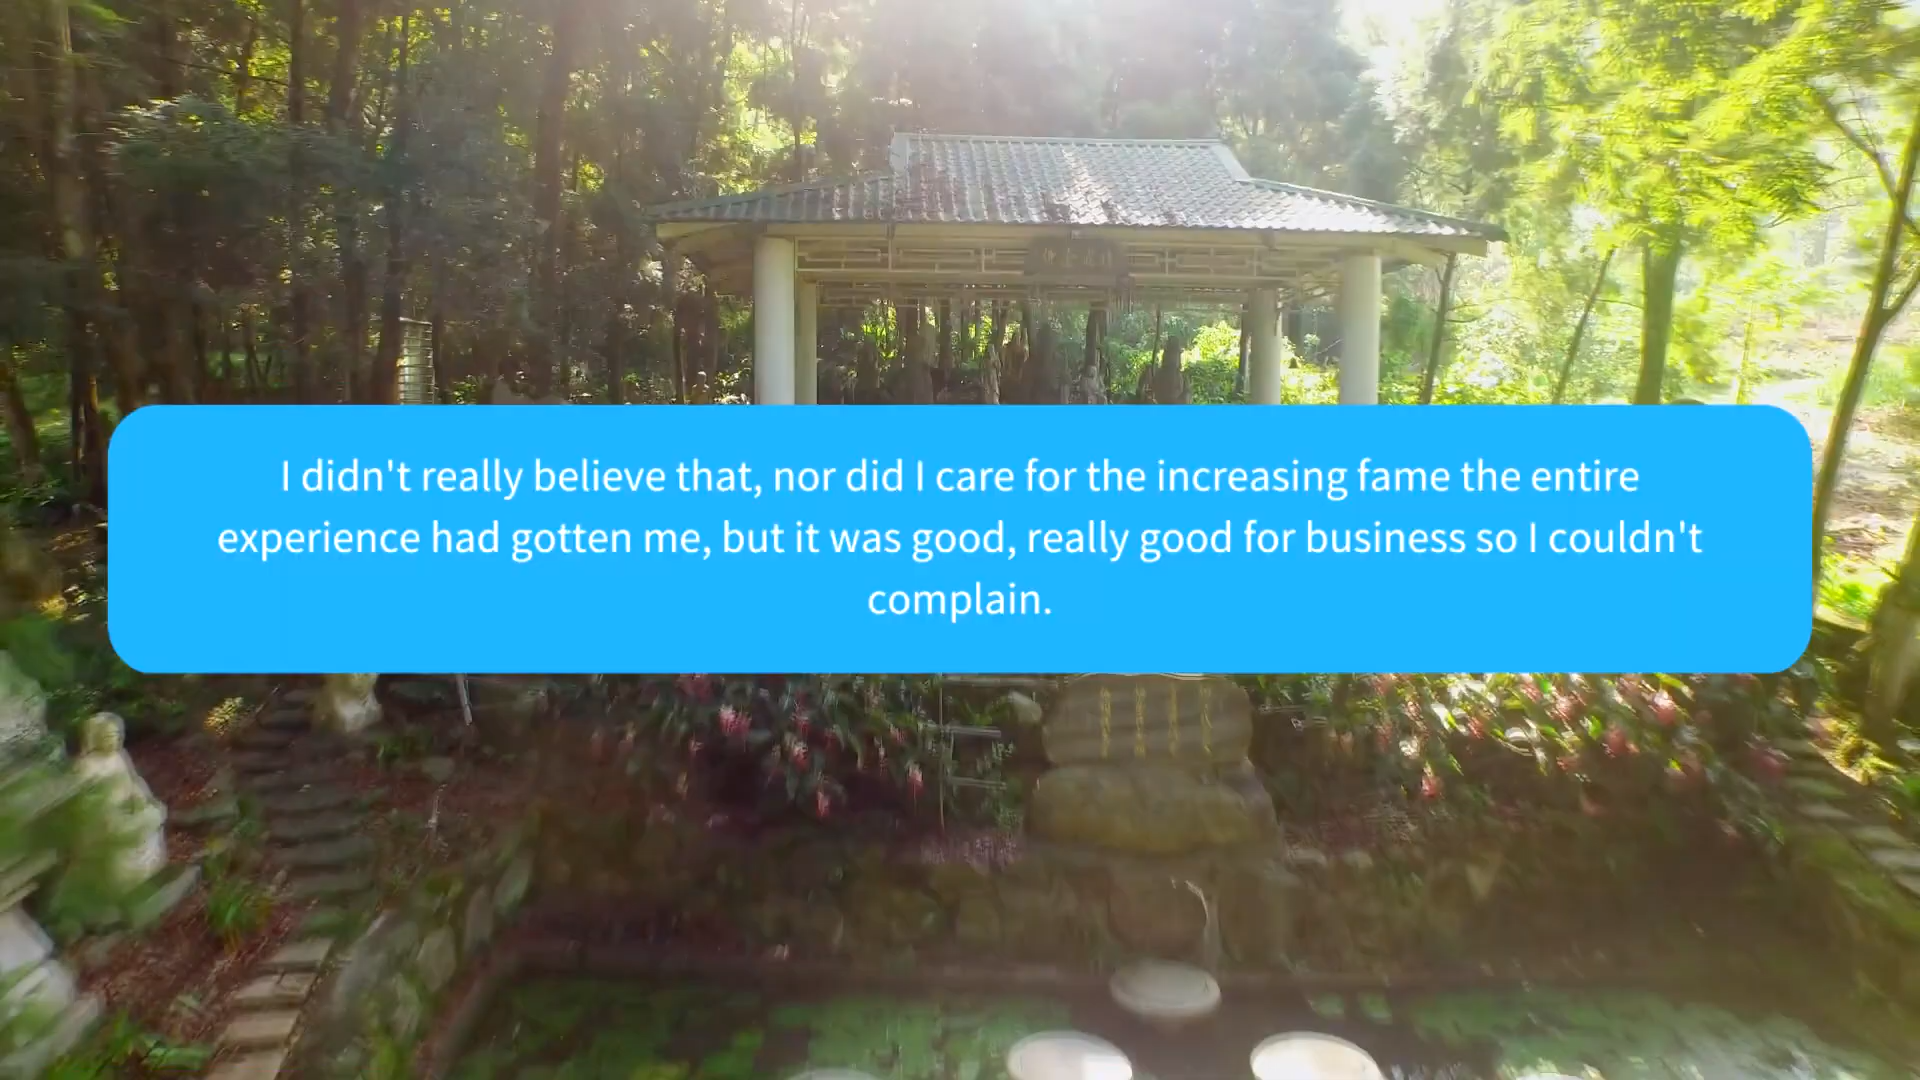 I didn't really believe that, nor did I care for the increasing fame the entire
experience had gotten me, but it was good, really good for business so I couldn't
complain.